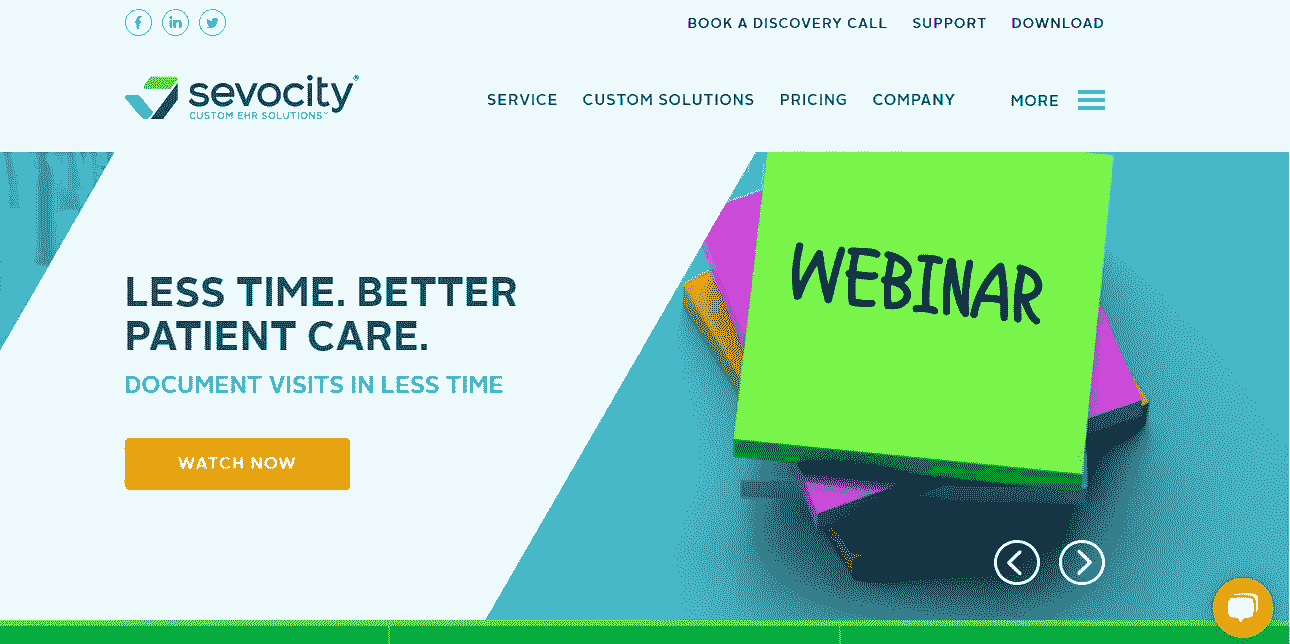 BOOK A DISCOVERY CALL SUPPORT DOWNLOAD
sevocity®
CUSTOM EHR SOLUTIONS™
SERVICE CUSTOM SOLUTIONS PRICING COMPANY MORE
LESS TIME. BETTER
PATIENT CARE.
DOCUMENT VISITS IN LESS TIME
WATCH NOW
WEBINAR